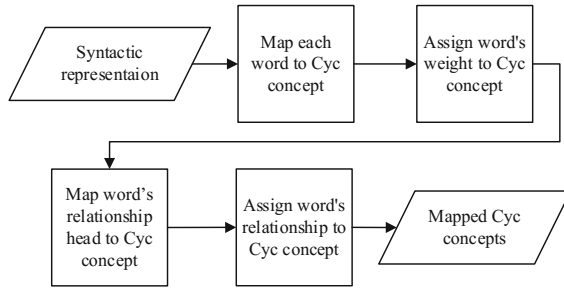 Syntactic
representaion
Map each
word to Cyc
concept
Assign word's
weight to Cyc
concept
Map word’s
relationship
head to Cyc
concept
Assign word's
relationship to
Cyc concept
Mapped Cyc
concepts